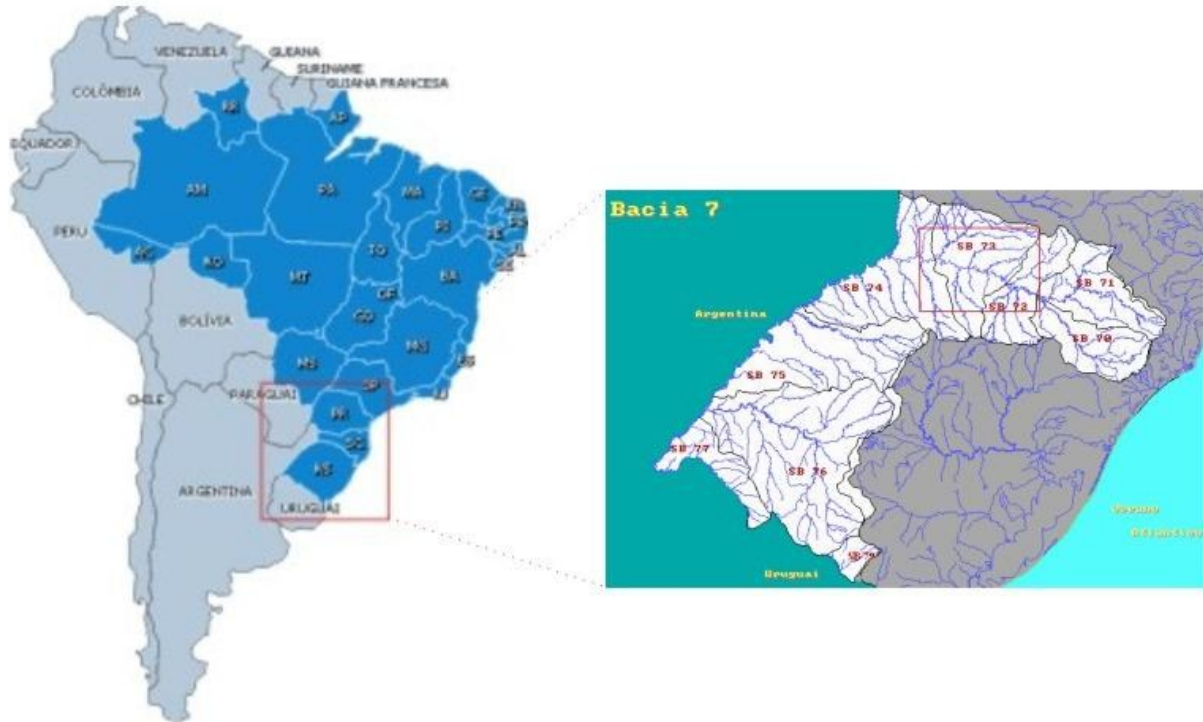 VENEZUELA
GUIANA
SURINAME
GUIANA FRANCESA
COLÔMBIA
EQUADOR
PERU
BOLÍVIA
PARAGUAI
CHILE
ARGENTINA
URUGUAI
RR
AP
AM
PA
MA
CE
PI
AC
RO
TO
MT
BA
DF
GO
MG
ES
MS
SP
RJ
PR
SC
RS
Bacia 7
SB 73
SB 74
SB 71
SB 72
SB 70
Argentina
SB 75
SB 77
SB 76
Uruguai
Oceano
Atlântico